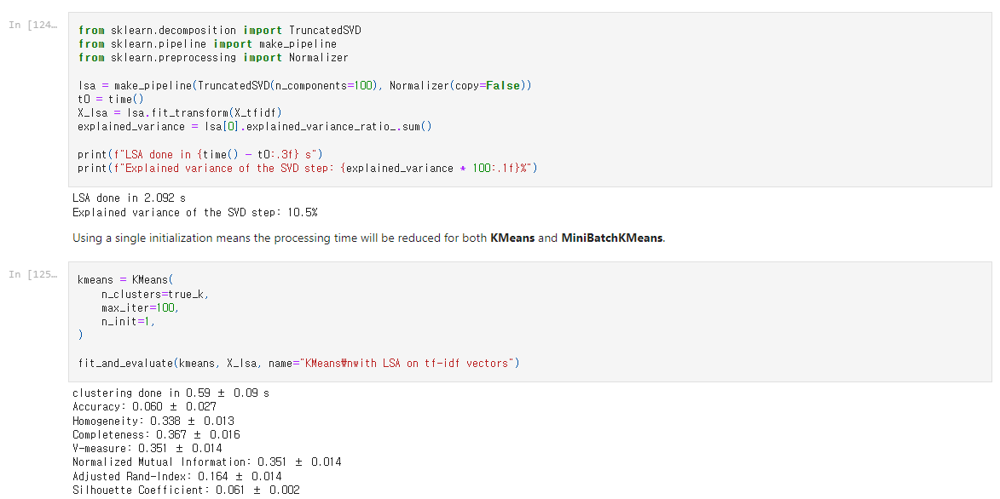 In [124…
from sklearn.decomposition import TruncatedSVD
from sklearn.pipeline import make_pipeline
from sklearn.preprocessing import Normalizer
lsa = make_pipeline(TruncatedSVD(n_components=100), Normalizer(copy=False))
t0 = time()
X_lsa = lsa.fit_transform(X_tfidf)
explained_variance = lsa[0].explained_variance_ratio_.sum()
print(f"LSA done in {time() - t0:.3f} s")
print(f"Explained variance of the SVD step: {explained_variance * 100:.1f}%")
LSA done in 2.092 s
Explained variance of the SVD step: 10.5%
Using a single initialization means the processing time will be reduced for both KMeans and MiniBatchKMeans.
In [125…
kmeans = KMeans(
    n_clusters=true_k,
    max_iter=100,
    n_init=1,
)
fit_and_evaluate(kmeans, X_lsa, name="KMeans₩nwith LSA on tf-idf vectors")
clustering done in 0.59 ± 0.09 s
Accuracy: 0.060 ± 0.027
Homogeneity: 0.338 ± 0.013
Completeness: 0.367 ± 0.016
V-measure: 0.351 ± 0.014
Normalized Mutual Information: 0.351 ± 0.014
Adjusted Rand-Index: 0.164 ± 0.014
Silhouette Coefficient: 0.061 ± 0.002